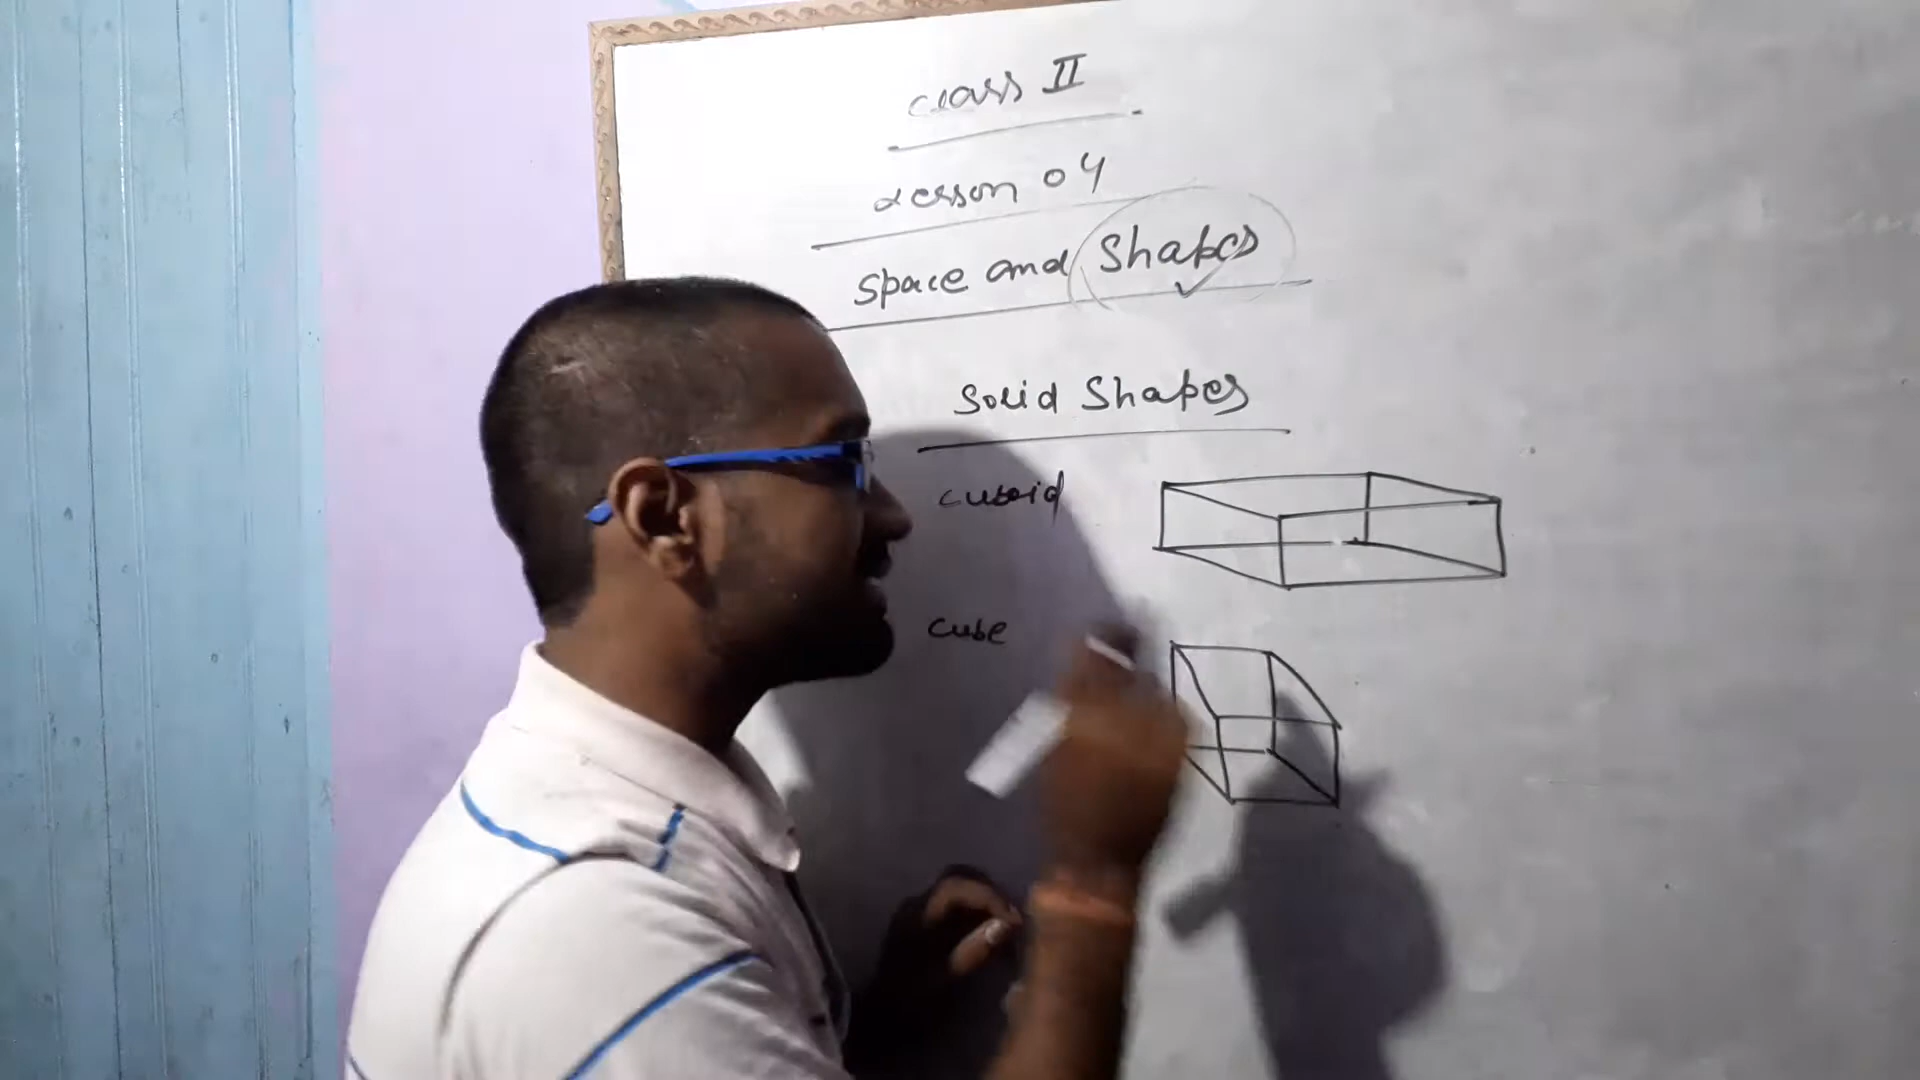 Class II
Lesson 04
Space and Shapes
Solid Shapes
Cuboid
Cube